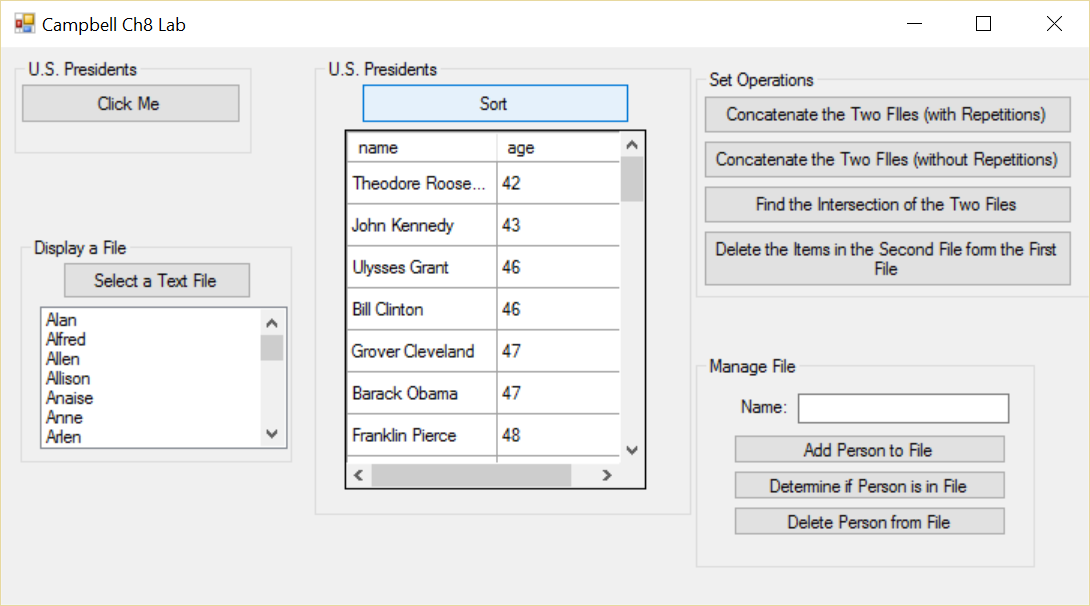 Campbell Ch8 Lab
U.S. Presidents
Click Me
Display a File
Select a Text File
Alan
Alfred
Allen
Allison
Anaise
Anne
Arlen
U.S. Presidents
Sort
name age
Theodore Roose... 42
John Kennedy 43
Ulysses Grant 46
Bill Clinton 46
Grover Cleveland 47
Barack Obama 47
Franklin Pierce 48
Set Operations
Concatenate the Two FIles (with Repetitions)
Concatenate the Two FIles (without Repetitions)
Find the Intersection of the Two Files
Delete the Items in the Second File form the First
File
Manage File
Name:
Add Person to File
Determine if Person is in File
Delete Person from File